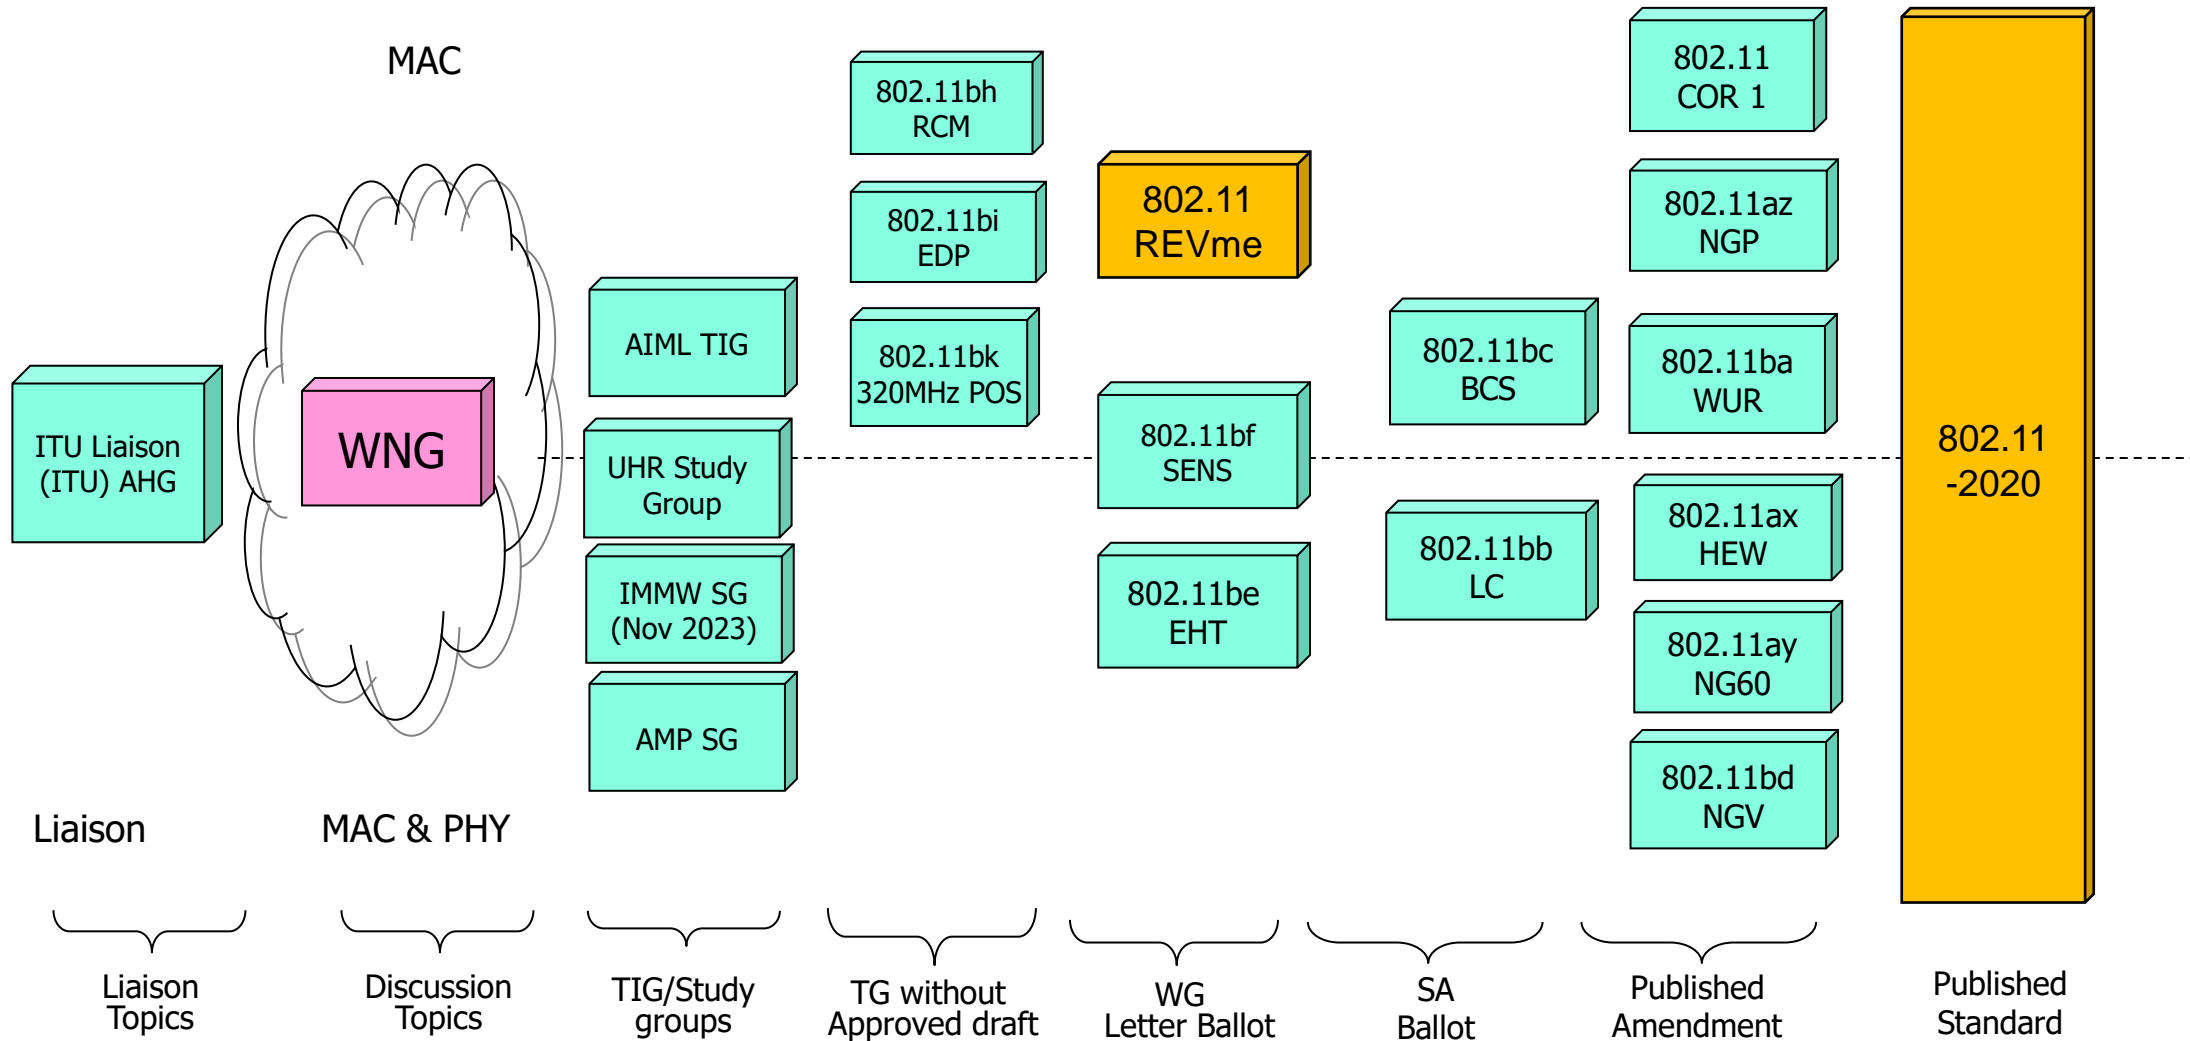 MAC
ITU Liaison
(ITU) AHG
Liaison
WNG
MAC & PHY
AIML TIG
UHR Study
Group
IMMW SG
(Nov 2023)
AMP SG
802.11bh
RCM
802.11bi
EDP
802.11bk
320MHz POS
802.11
REVme
802.11bf
SENS
802.11be
EHT
802.11bc
BCS
802.11bb
LC
802.11
COR 1
802.11az
NGP
802.11ba
WUR
802.11ax
HEW
802.11ay
NG60
802.11bd
NGV
802.11
-2020
Liaison
Topics
Discussion
Topics
TIG/Study
groups
TG without
Approved draft
WG
Letter Ballot
SA
Ballot
Published
Amendment
Published
Standard